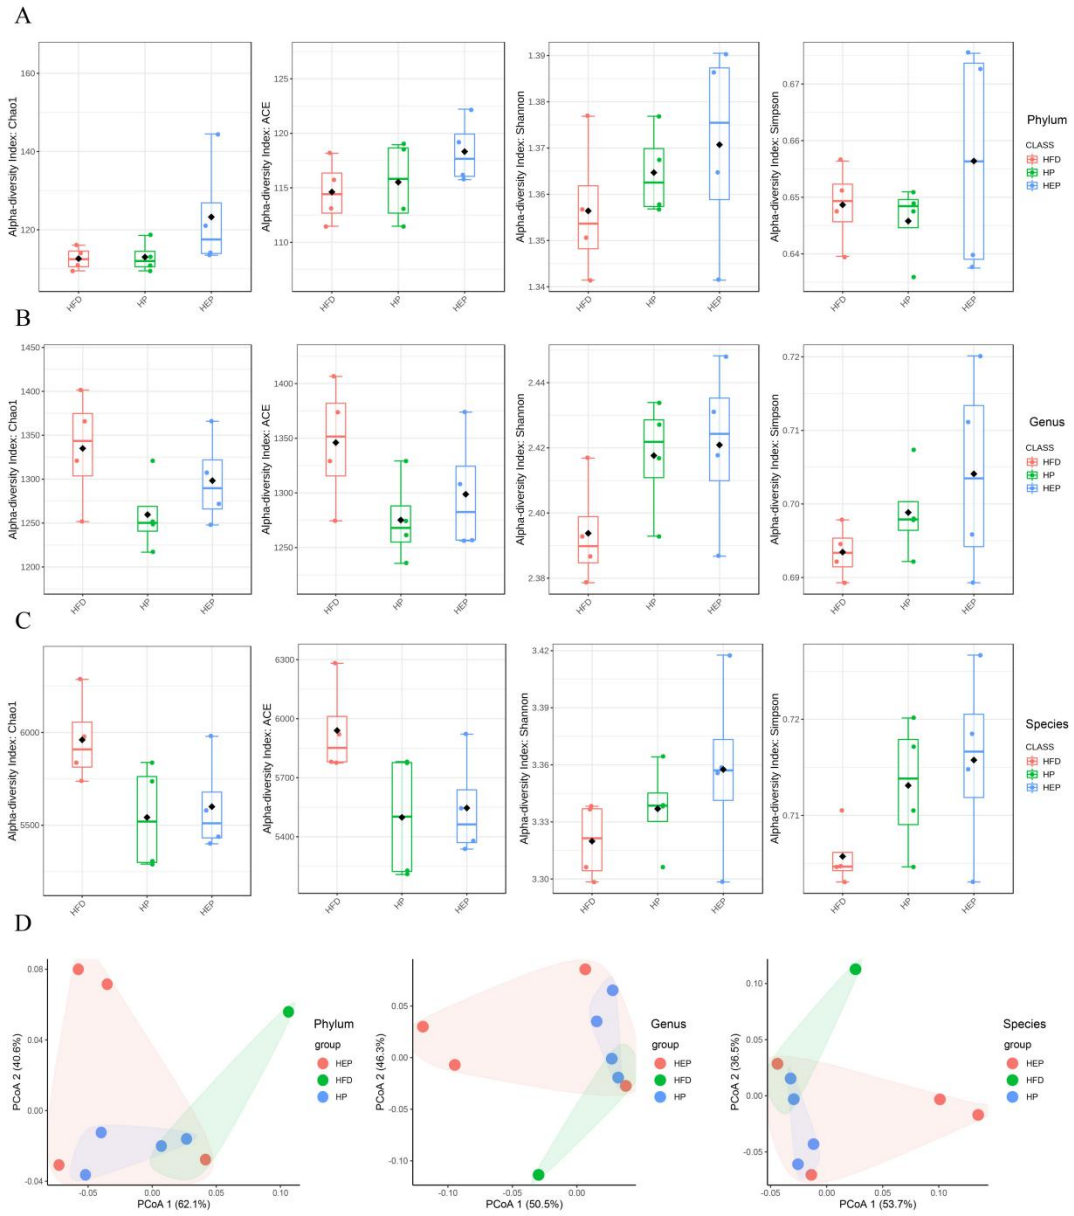 A
Alpha-diversity Index: Chao1
160
140
120
HFD
HP
HEP
Alpha-diversity Index: ACE
125
120
115
110
HFD
HP
HEP
Alpha-diversity Index: Shannon
1.39
1.38
1.37
1.36
1.35
1.34
HFD
HP
HEP
Alpha-diversity Index: Simpson
0.67
0.66
0.65
0.64
HFD
HP
HEP
Phylum
CLASS
HFD
HP
HEP
B
Alpha-diversity Index: Chao1
1450
1400
1350
1300
1250
1200
HFD
HP
HEP
Alpha-diversity Index: ACE
1400
1350
1300
1250
HFD
HP
HEP
Alpha-diversity Index: Shannon
2.44
2.42
2.40
2.38
HFD
HP
HEP
Alpha-diversity Index: Simpson
0.72
0.71
0.70
0.69
HFD
HP
HEP
Genus
CLASS
HFD
HP
HEP
C
Alpha-diversity Index: Chao1
6000
5500
HFD
HP
HEP
Alpha-diversity Index: ACE
6300
6000
5700
5400
HFD
HP
HEP
Alpha-diversity Index: Shannon
3.42
3.39
3.36
3.33
3.30
HFD
HP
HEP
Alpha-diversity Index: Simpson
0.72
0.71
HFD
HP
HEP
Species
CLASS
HFD
HP
HEP
D
PCoA 2 (40.6%)
0.08
0.04
0.00
-0.04
-0.05
0.00
0.05
0.10
PCoA 1 (62.1%)
Phylum
group
HEP
HFD
HP
PCoA 2 (46.3%)
0.05
0.00
-0.05
-0.10
-0.10
-0.05
0.00
PCoA 1 (50.5%)
Genus
group
HEP
HFD
HP
PCoA 2 (36.5%)
0.10
0.05
0.00
-0.05
-0.05
0.00
0.05
0.10
PCoA 1 (53.7%)
Species
group
HEP
HFD
HP